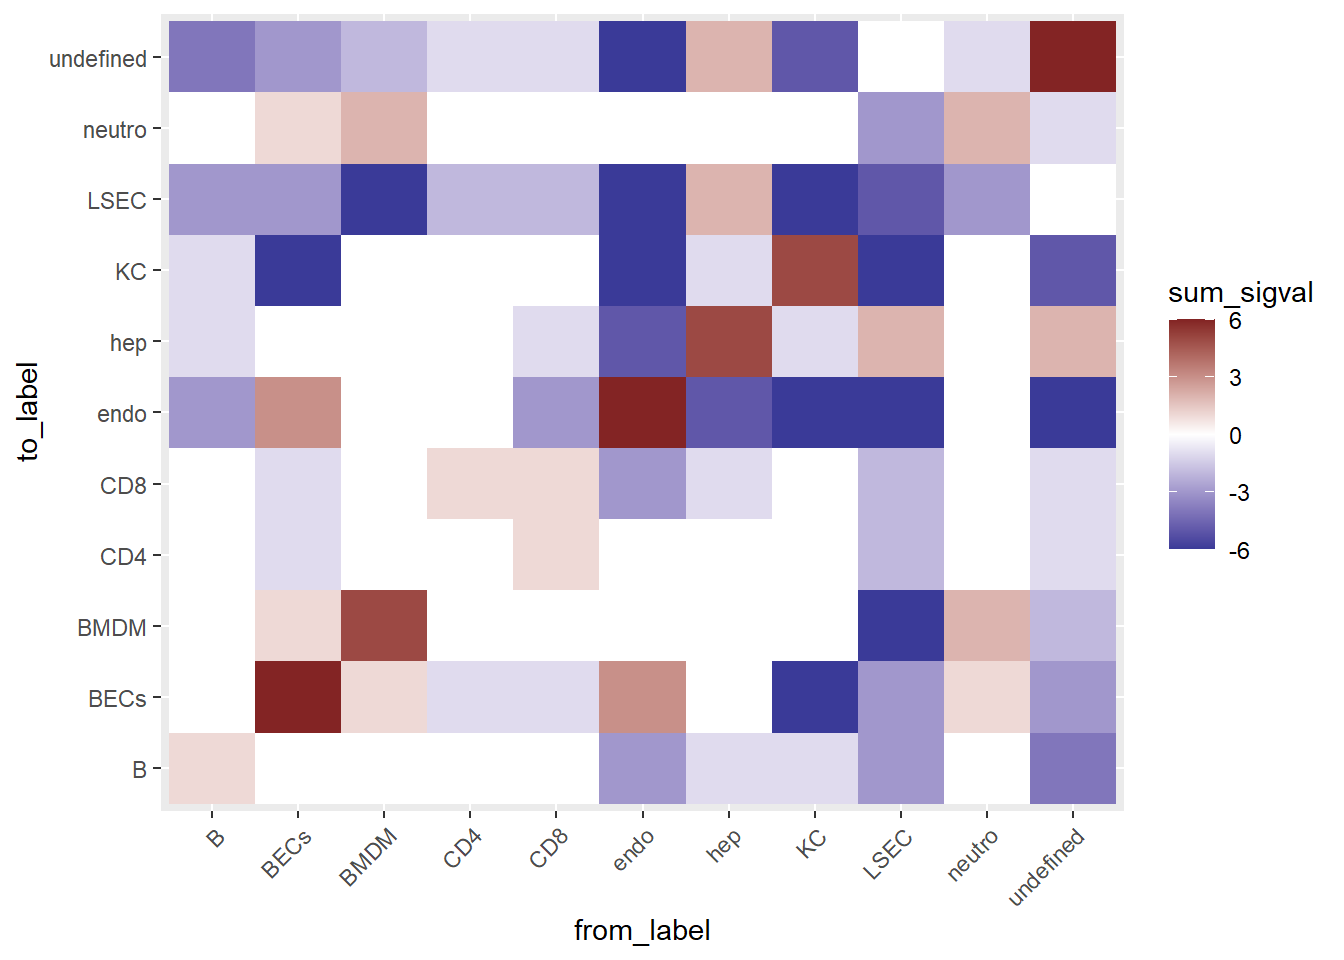 undefined
neutro
LSEC
KC
hep
endo
CD8
CD4
BMDM
BECs
B
to_label
B
BECs
BMDM
CD4
CD8
endo
hep
KC
LSEC
neutro
undefined
from_label
sum_sigval
6
3
0
-3
-6